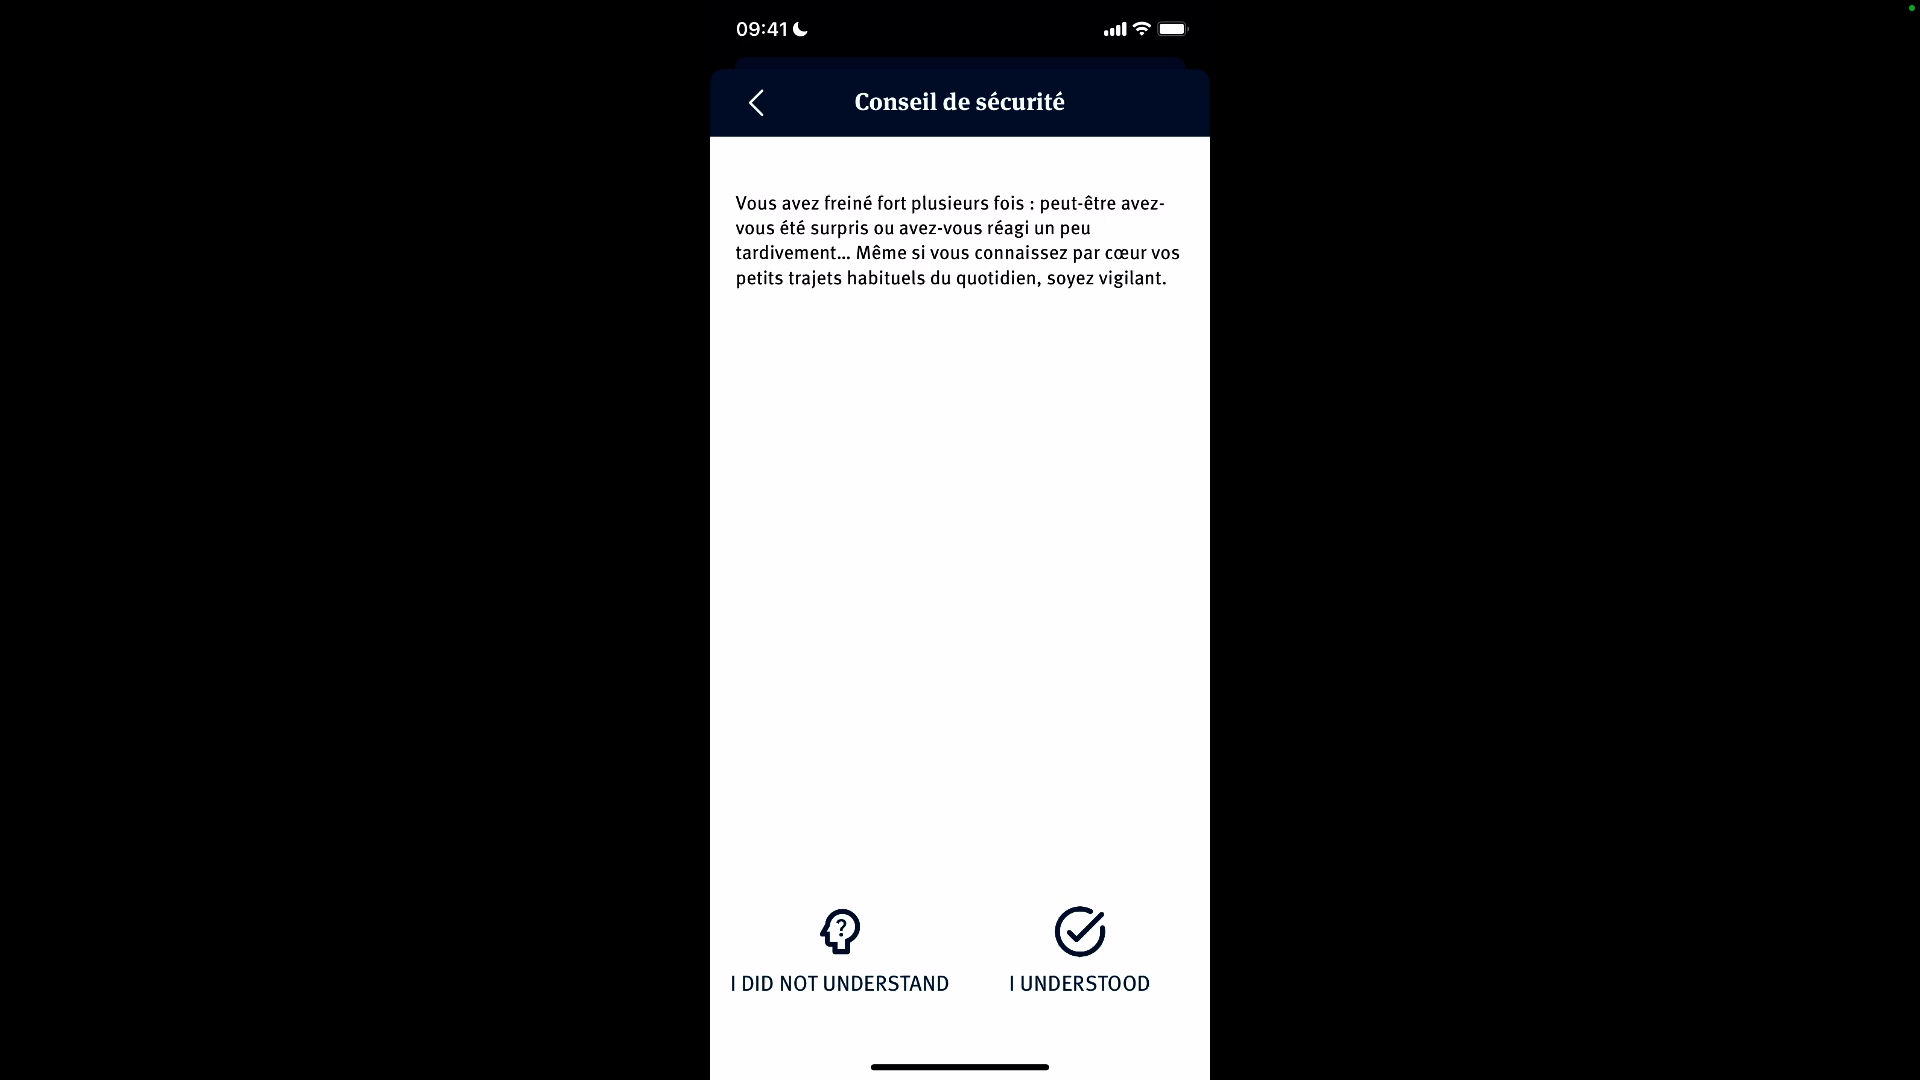 09:41
Conseil de sécurité
Vous avez freiné fort plusieurs fois : peut-être avez-
vous été surpris ou avez-vous réagi un peu
tardivement... Même si vous connaissez par cœur vos
petits trajets habituels du quotidien, soyez vigilant.
?
I DID NOT UNDERSTAND
I UNDERSTOOD